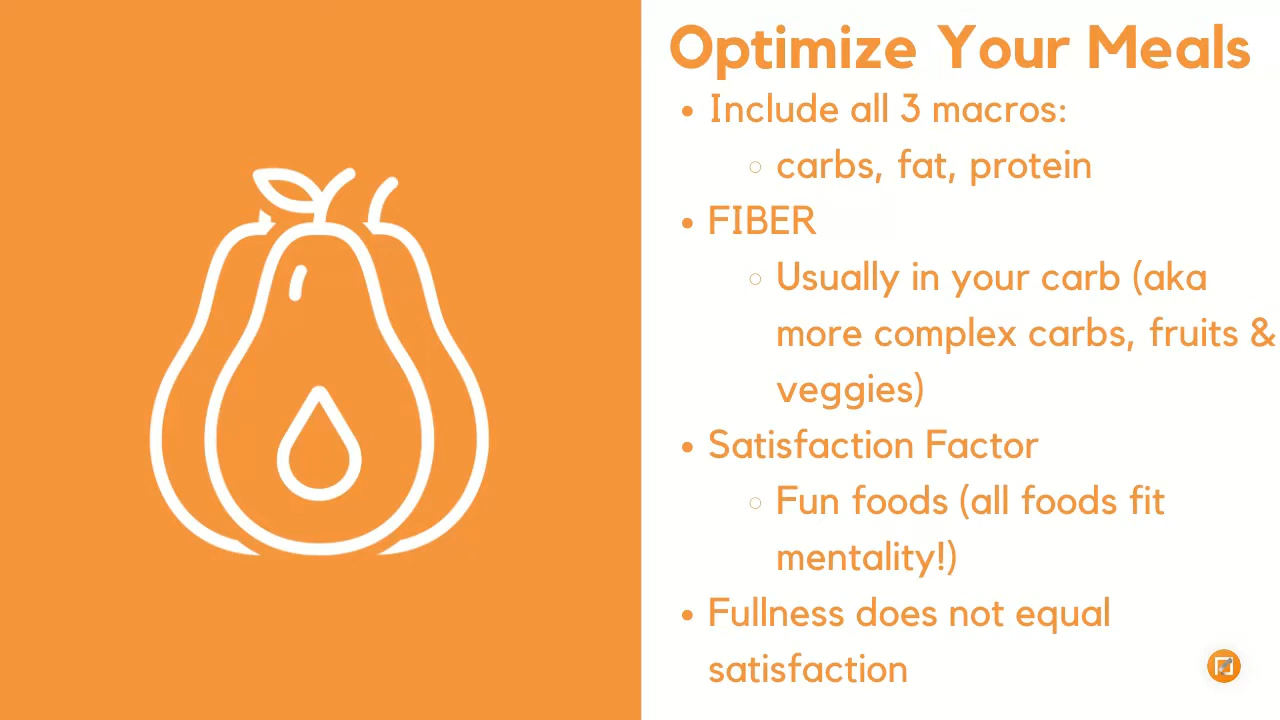 Optimize Your Meals
• Include all 3 macros:
◦ carbs, fat, protein
• FIBER
◦ Usually in your carb (aka
more complex carbs, fruits &
veggies)
• Satisfaction Factor
◦ Fun foods (all foods fit
mentality!)
• Fullness does not equal
satisfaction